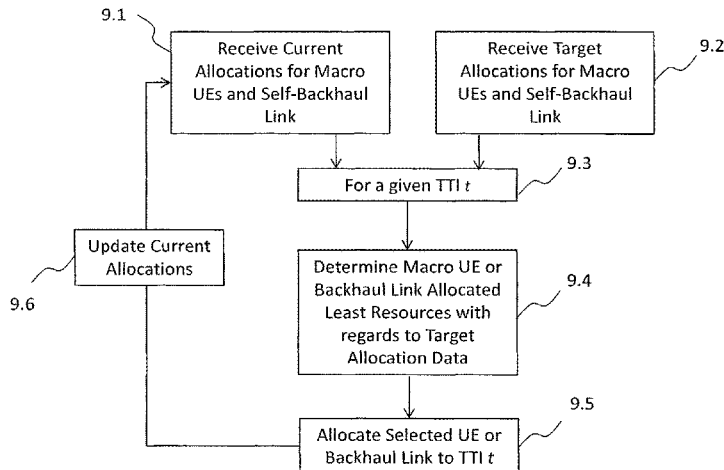 9.1
Receive Current
Allocations for Macro
UEs and Self-Backhaul
Link
Receive Target
Allocations for Macro
UEs and Self-Backhaul
Link
9.2
For a given TTI t
9.3
Update Current
Allocations
9.6
Determine Macro UE or
Backhaul Link Allocated
Least Resources with
regards to Target
Allocation Data
9.4
Allocate Selected UE or
Backhaul Link to TTI t
9.5